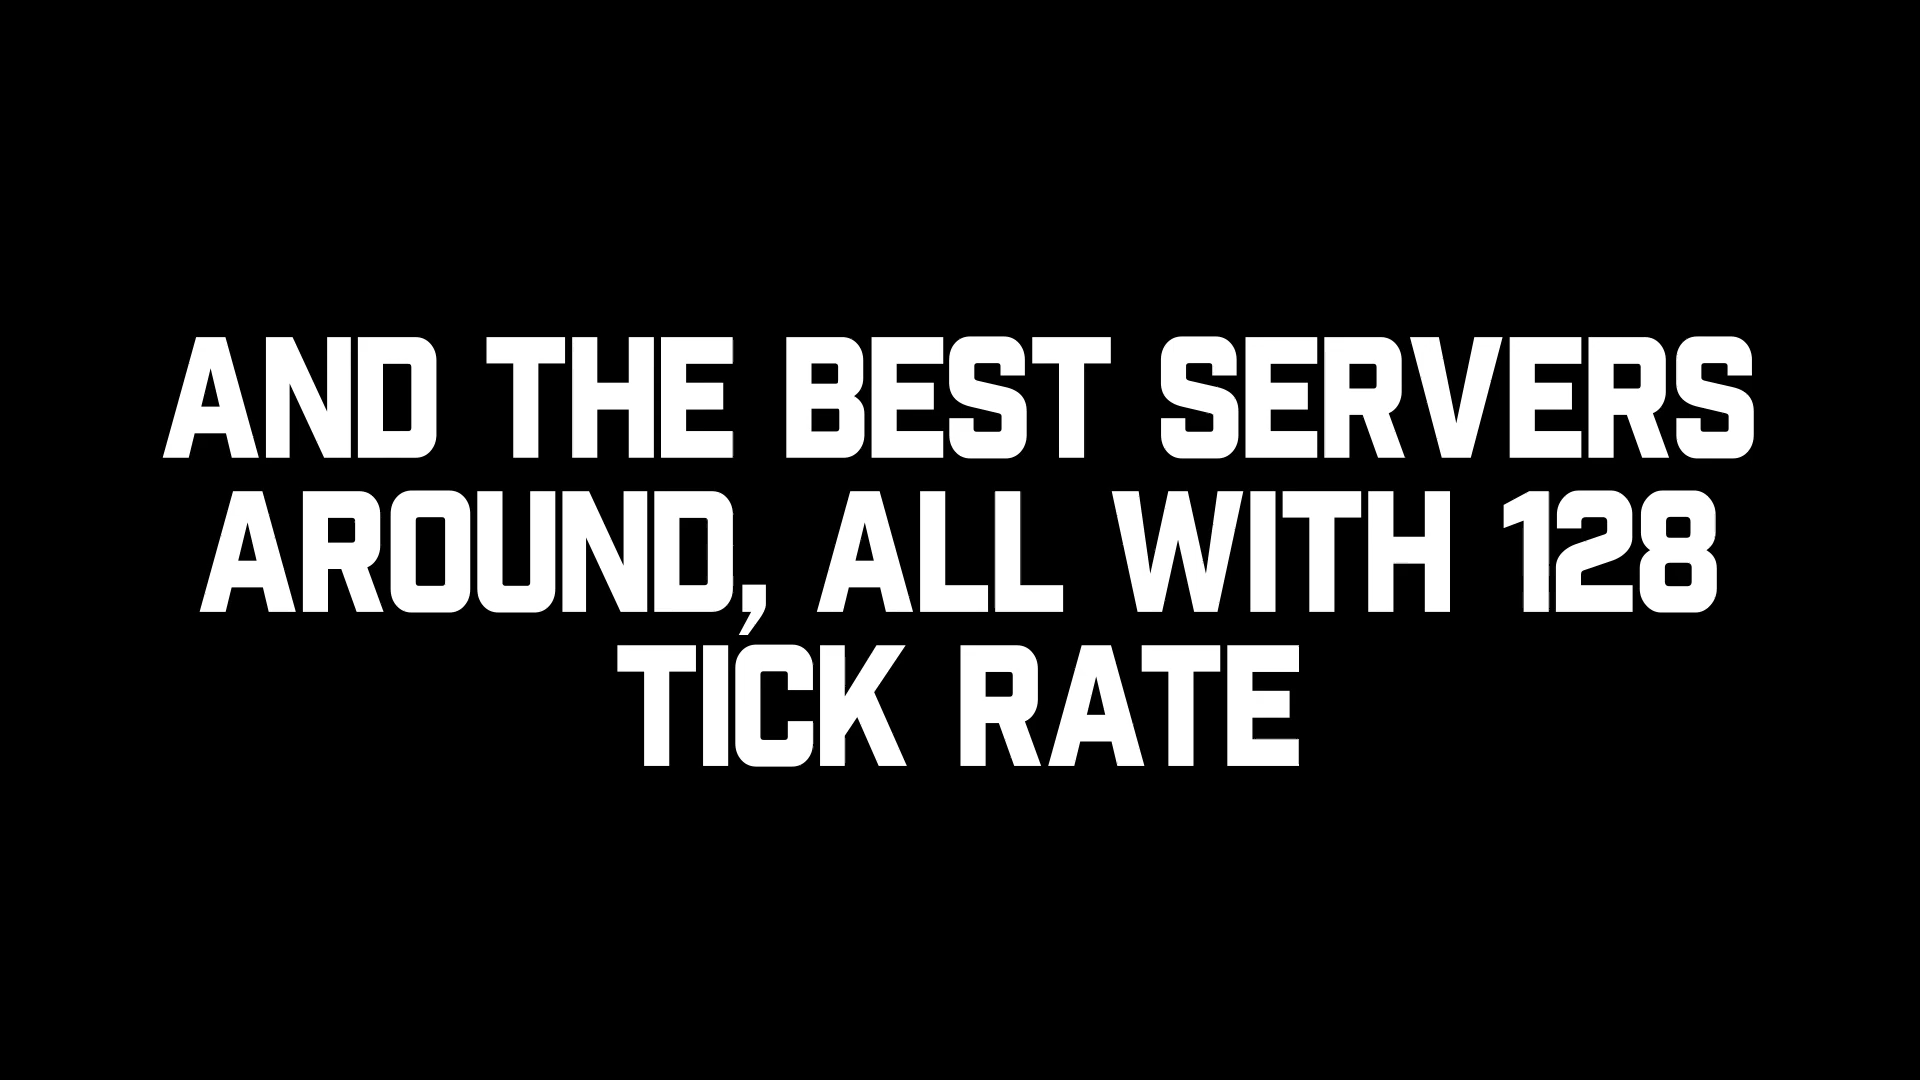 AND THE BEST SERVERS
AROUND, ALL WITH 128
TICK RATE